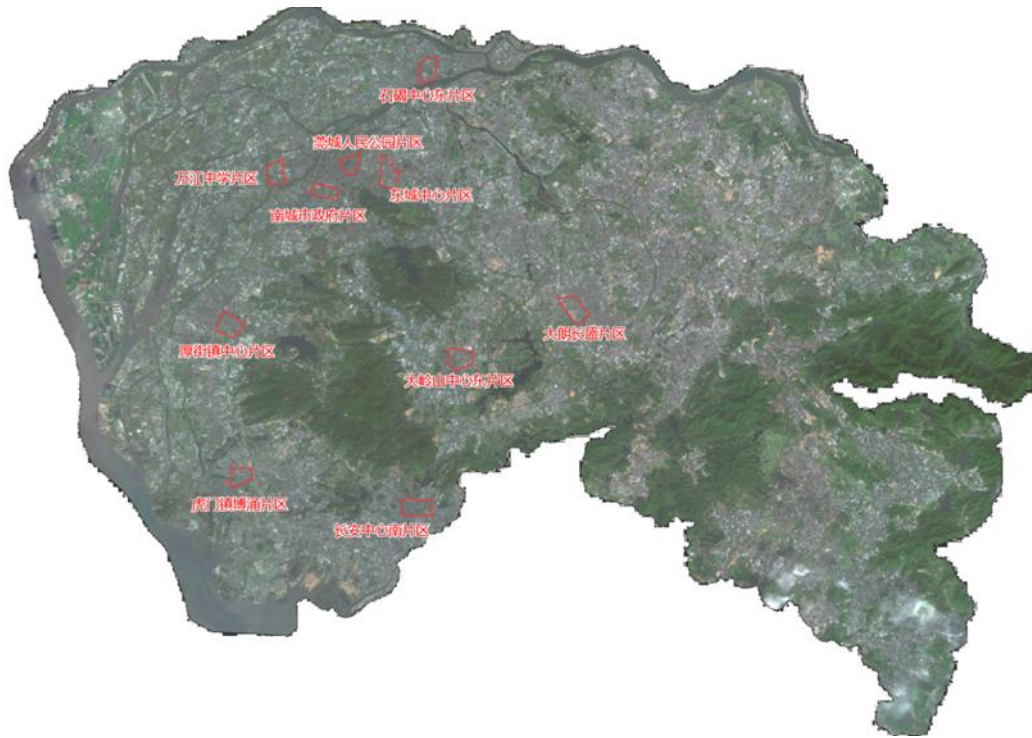 石碣中心东片区
莞城人民公园片区
万江中学片区
东城中心片区
南城市政府片区
大朗长盛片区
厚街镇中心片区
大岭山中心东片区
虎门镇博涌片区
长安中心南片区